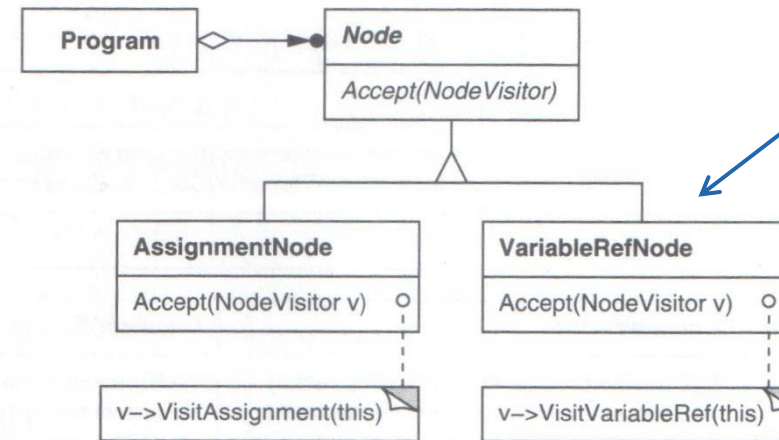 Program
Node
Accept(NodeVisitor)
AssignmentNode
VariableRefNode
Accept(NodeVisitor v)
Accept(NodeVisitor v)
v–>VisitAssignment(this)
v–>VisitVariableRef(this)